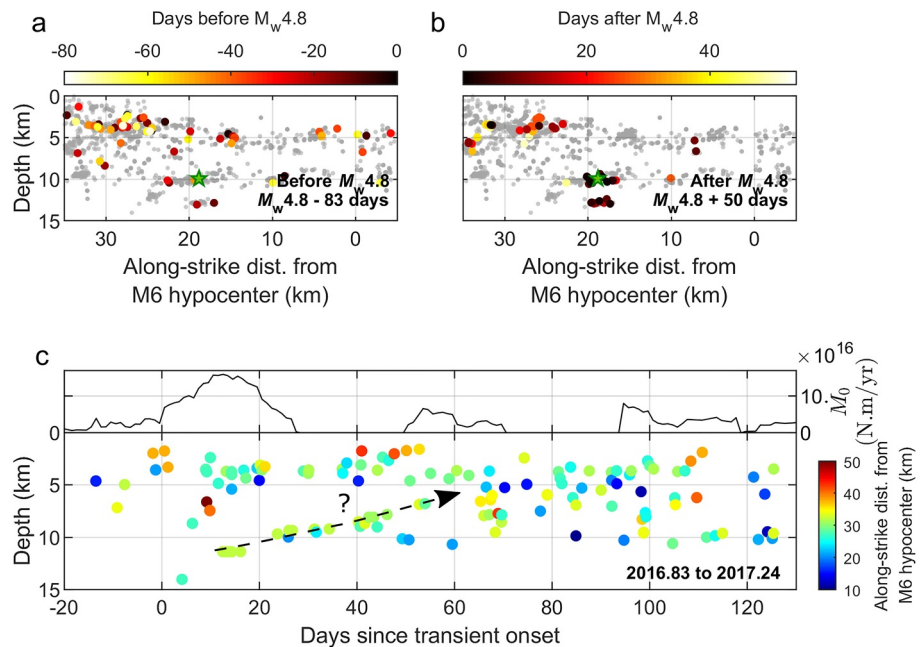 a
Days before Mw4.8
-80 -60 -40 -20 0
0
5
10
15
Depth (km)
Before Mw4.8
Mw4.8 - 83 days
30 20 10 0
Along-strike dist. from
M6 hypocenter (km)
b
Days after Mw4.8
0 20 40
After Mw4.8
Mw4.8 + 50 days
30 20 10 0
Along-strike dist. from
M6 hypocenter (km)
c
× 10^16
10.
0
Ṁ0
(N.m/yr)
0
5
10
15
Depth (km)
?
2016.83 to 2017.24
-20 0 20 40 60 80 100 120
Days since transient onset
50
40
30
20
10
Along-strike dist. from
M6 hypocenter (km)